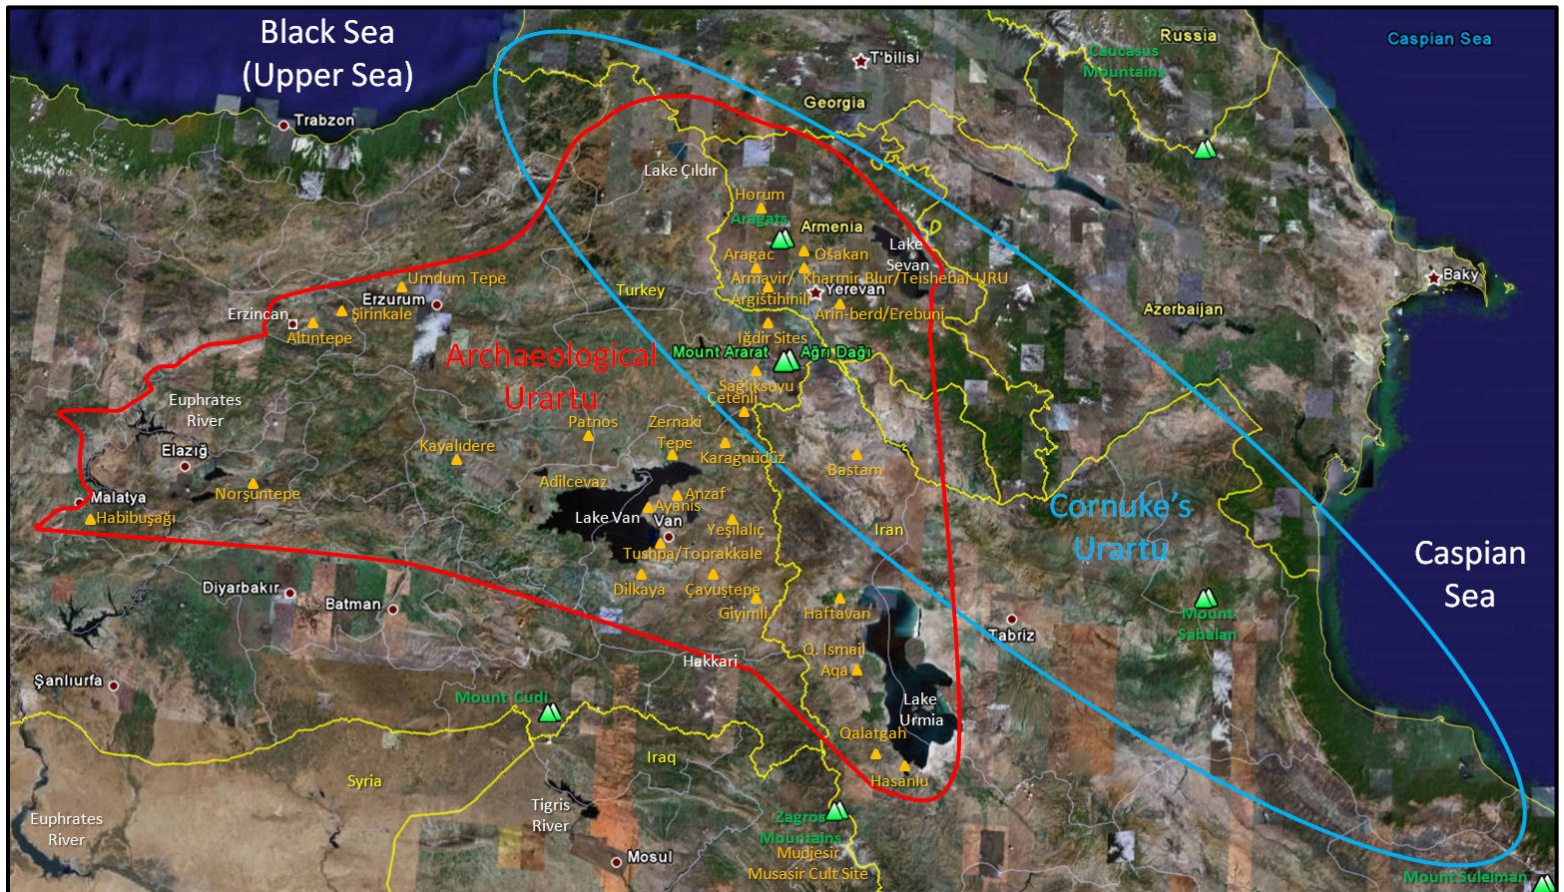 Black Sea
(Upper Sea)
Russia
Caspian Sea
Caucasus
Mountains
T'bilisi
Georgia
Trabzon
Lake Çıldır
Horum
Aragats
Armenia
Lake
Sevan
Aragac
Ošakan
Armavir/
Kharmir Blur/Teishebai URU
Argištihinili
Yerevan
Baky
Umdum Tepe
Turkey
Erzurum
Erzincan
Şirinkale
Arin-berd/Erebuni
Azerbaijan
Altıntepe
Iğdir Sites
Archaeological
Urartu
Mount Ararat
Ağrı Daği
Sağlıksuyu
Çetenli
Euphrates
River
Patnos
Zernaki
Tepe
Kayalıdere
Karagnüdüz
Bastam
Elazığ
Adilcevaz
Norşuntepe
Malatya
Habibuşağı
Anzaf
Ayanis
Lake Van
Van
Yeşilaliç
Iran
Cornuke's
Urartu
Caspian
Sea
Tushpa/Toprakkale
Diyarbakır
Dilkaya
Çavuştepe
Batman
Giyimli
Haftavan
Mount
Sabalan
Tabriz
Q. Ismail
Aqa
Hakkari
Şanlıurfa
Mount Cudi
Lake
Urmia
Qalatgah
Iraq
Hasanlu
Syria
Tigris
River
Euphrates
River
Zagros
Mountains
Mosul
Mudjesir
Musasir Cult Site
Mount Suleiman